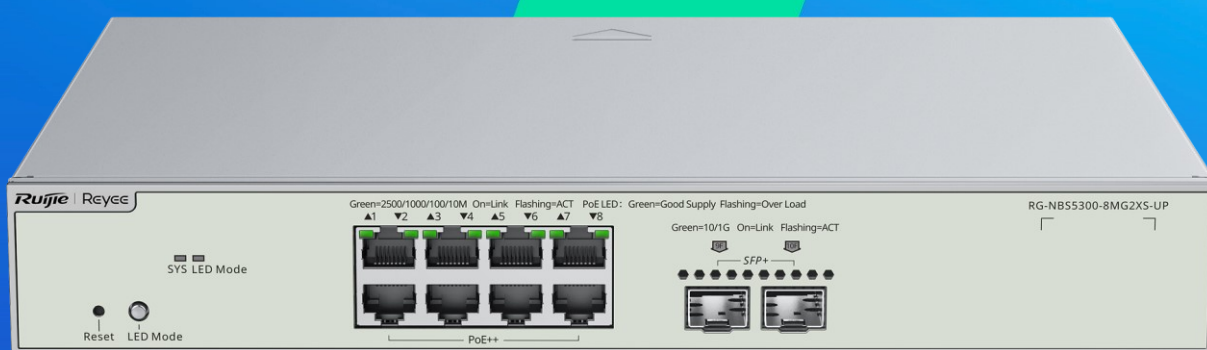 Ruijie | Reyee
Green=2500/1000/100/10M On=Link Flashing=ACT PoE LED: Green=Good Supply Flashing=Over Load
RG-NBS5300-8MG2XS-UP
▲1 ▼2 ▲3 ▼4 ▲5 ▼6 ▲7 ▼8
Green=10/1G On=Link Flashing=ACT
9F 10F
SFP+
SYS LED Mode
Reset LED Mode
PoE++